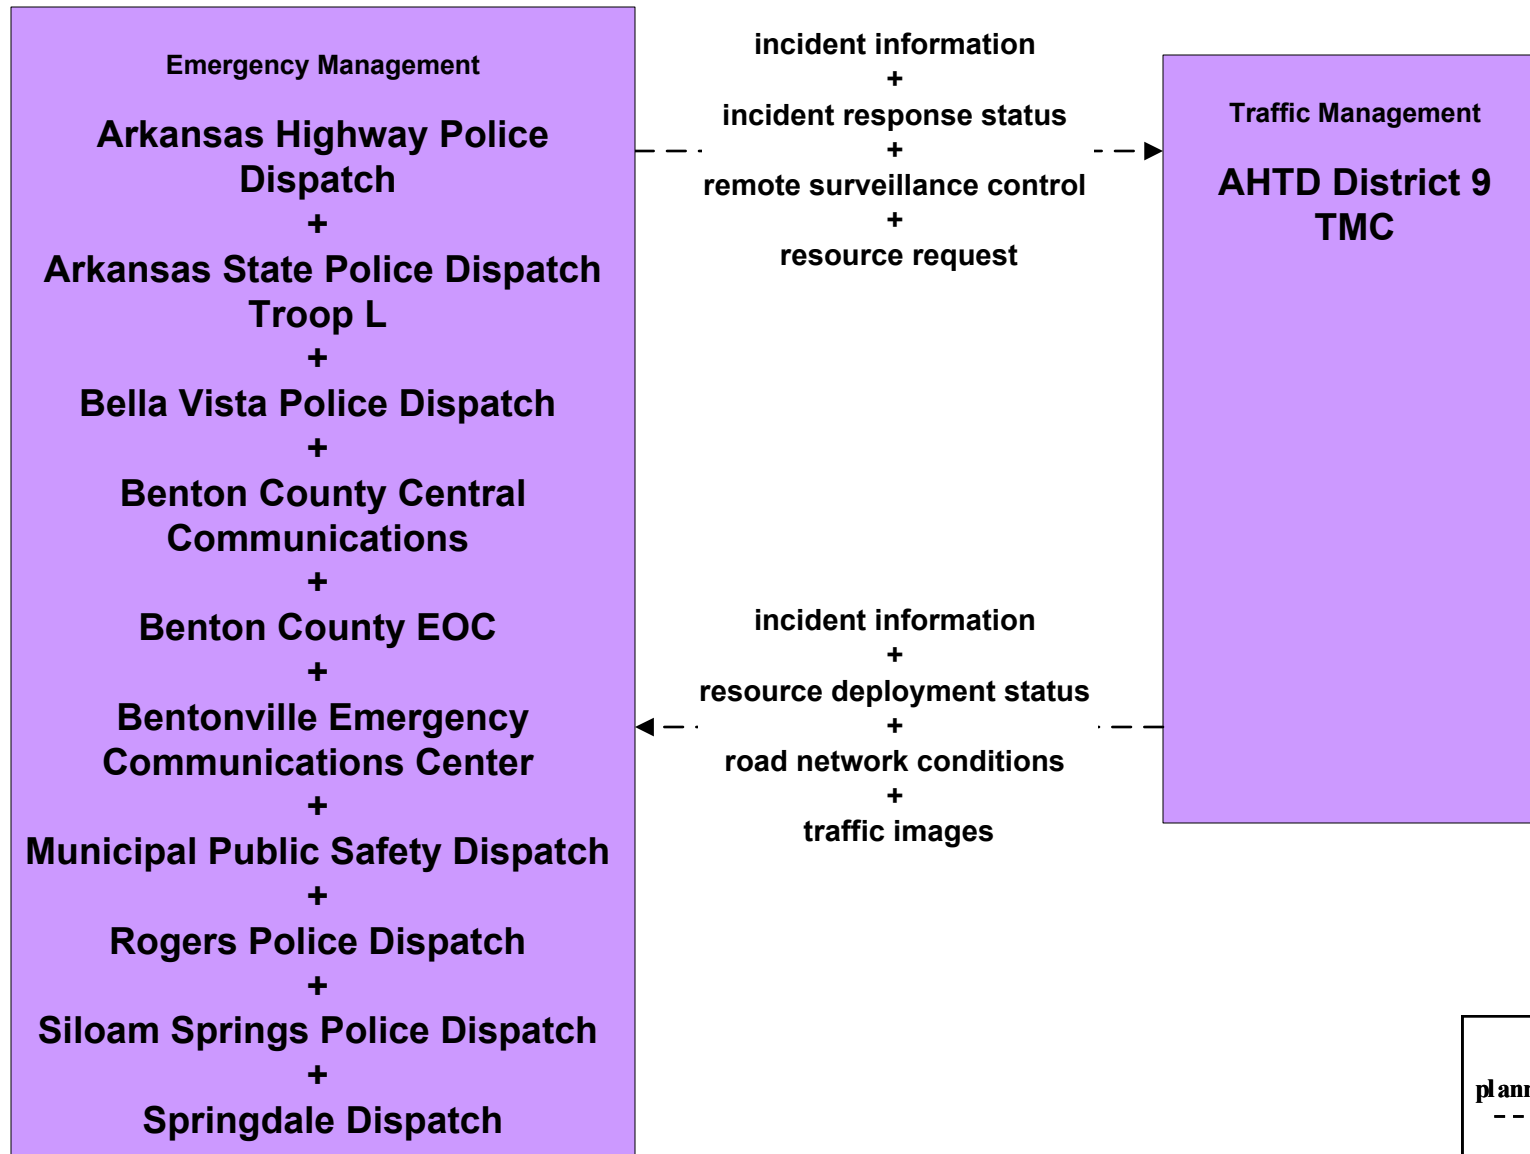 Emergency Management
Arkansas Highway Police
Dispatch
+
Arkansas State Police Dispatch
Troop L
+
Bella Vista Police Dispatch
+
Benton County Central
Communications
+
Benton County EOC
+
Bentonville Emergency
Communications Center
+
Municipal Public Safety Dispatch
+
Rogers Police Dispatch
+
Siloam Springs Police Dispatch
+
Springdale Dispatch
incident information
+
incident response status
+
remote surveillance control
+
resource request
incident information
+
resource deployment status
+
road network conditions
+
traffic images
Traffic Management
AHTD District 9
TMC